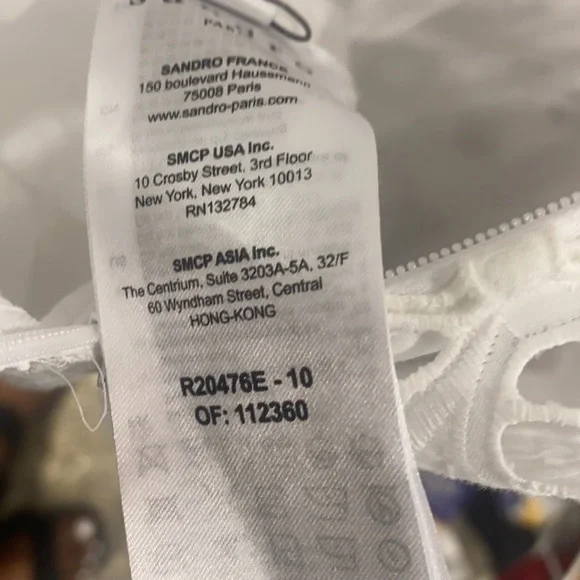 SANDRO FRANCE
150 boulevard Haussmann
75008 Paris
www.sandro-paris.com
SMCP USA Inc.
10 Crosby Street, 3rd Floor
New York, New York 10013
RN132784
SMCP ASIA Inc.
The Centrium, Suite 3203A-5A, 32/F
60 Wyndham Street, Central
HONG-KONG
R20476E - 10
OF: 112360